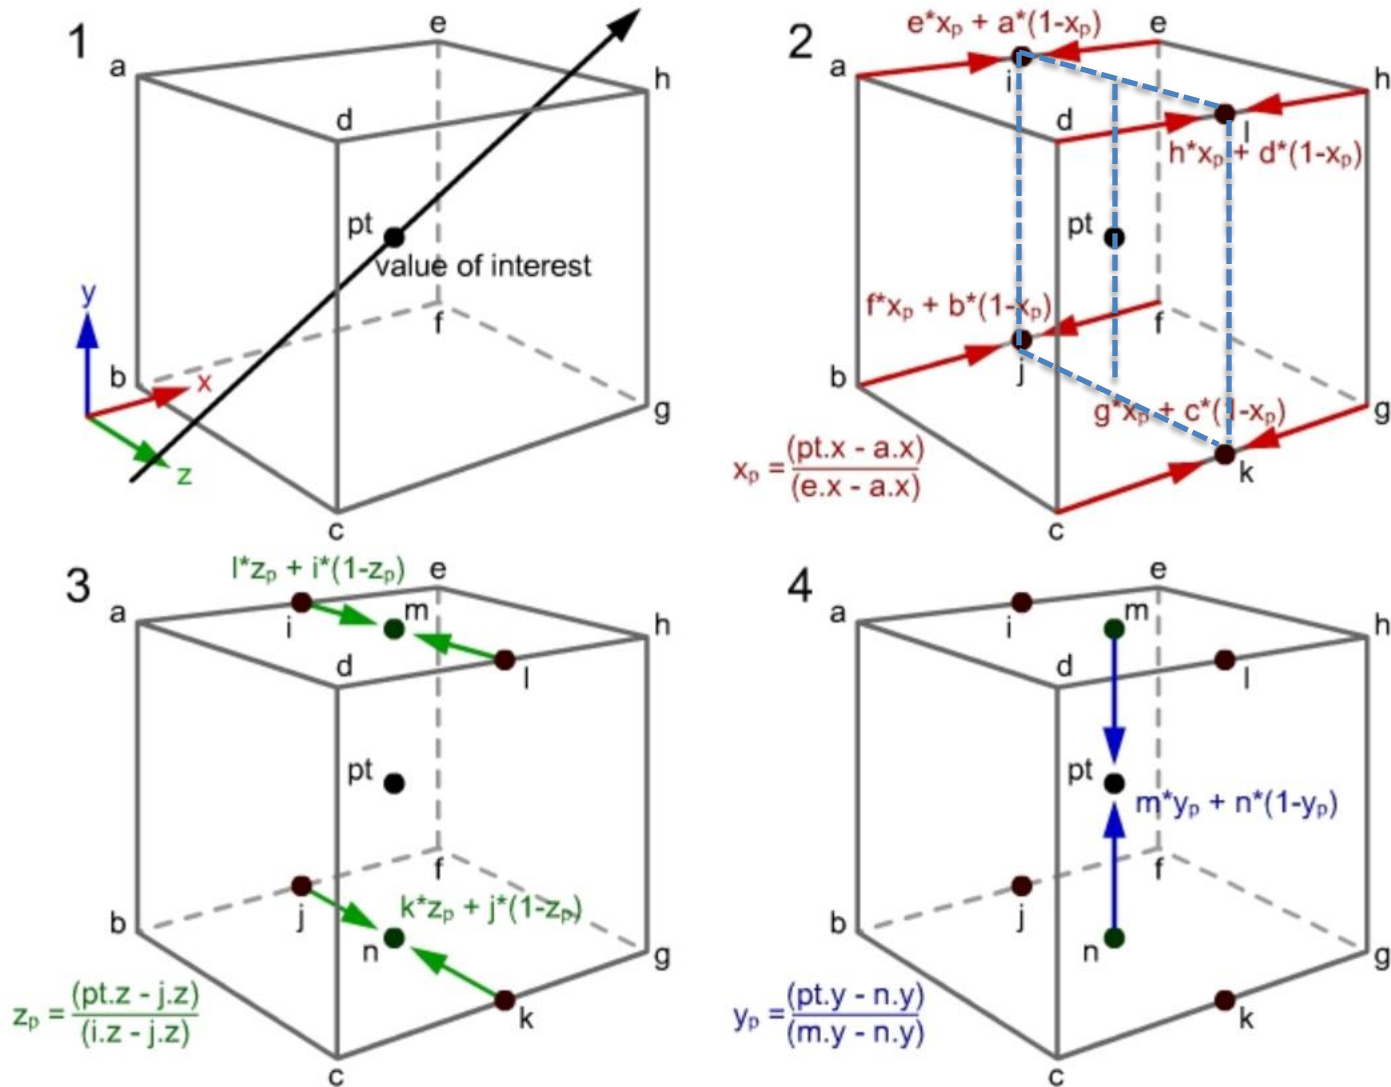 1
e
a
h
d
pt
value of interest
y
f
b
x
g
z
c
2
e*xₚ + a*(1-xₚ)
e
a
h
i
d
l
h*xₚ + d*(1-xₚ)
pt
f*xₚ + b*(1-xₚ)
f
b
j
g*xₚ + c*(1-xₚ)
g
xₚ = (pt.x - a.x)
(e.x - a.x)
k
c
3
l*zₚ + i*(1-zₚ)
e
a
m
h
i
d
l
pt
f
b
j
k*zₚ + j*(1-zₚ)
n
g
zₚ = (pt.z - j.z)
(i.z - j.z)
k
c
4
e
a
m
h
i
d
l
pt
m*yₚ + n*(1-yₚ)
f
b
j
n
g
yₚ = (pt.y - n.y)
(m.y - n.y)
k
c